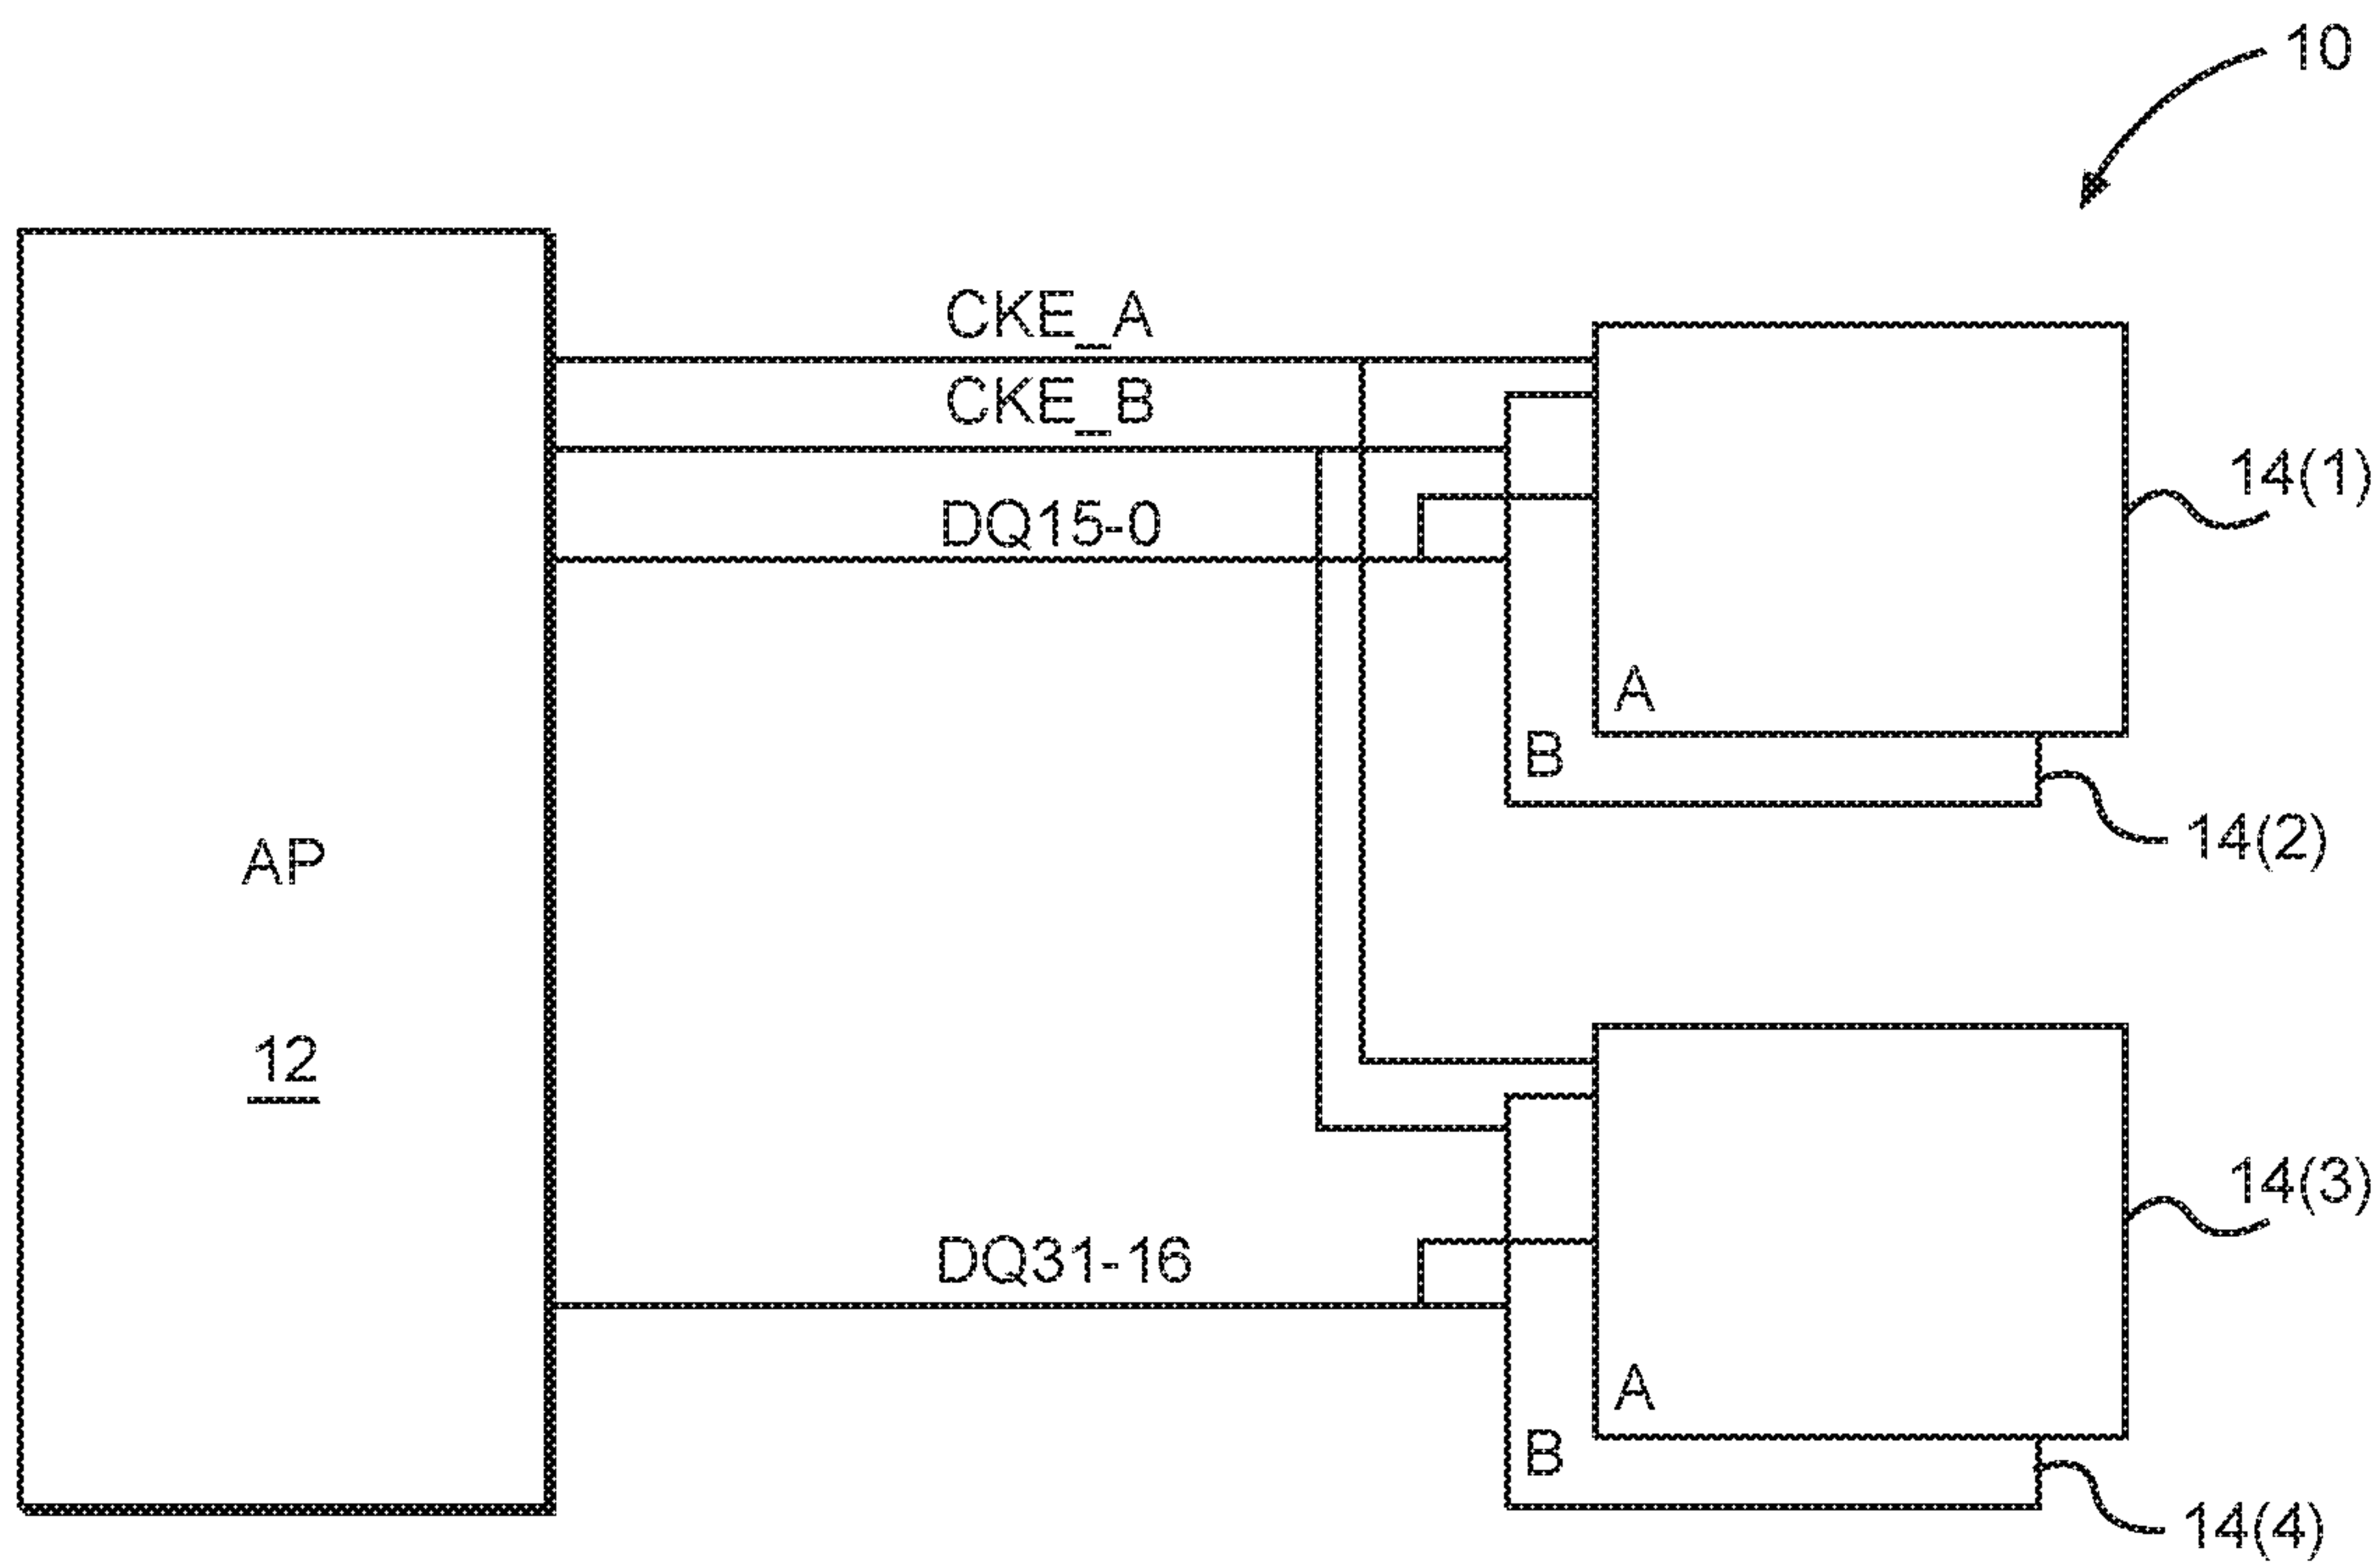 10
CKE_A
CKE_B
14(1)
DQ15-0
A
B
14(2)
AP
12
14(3)
DQ31-16
A
B
14(4)